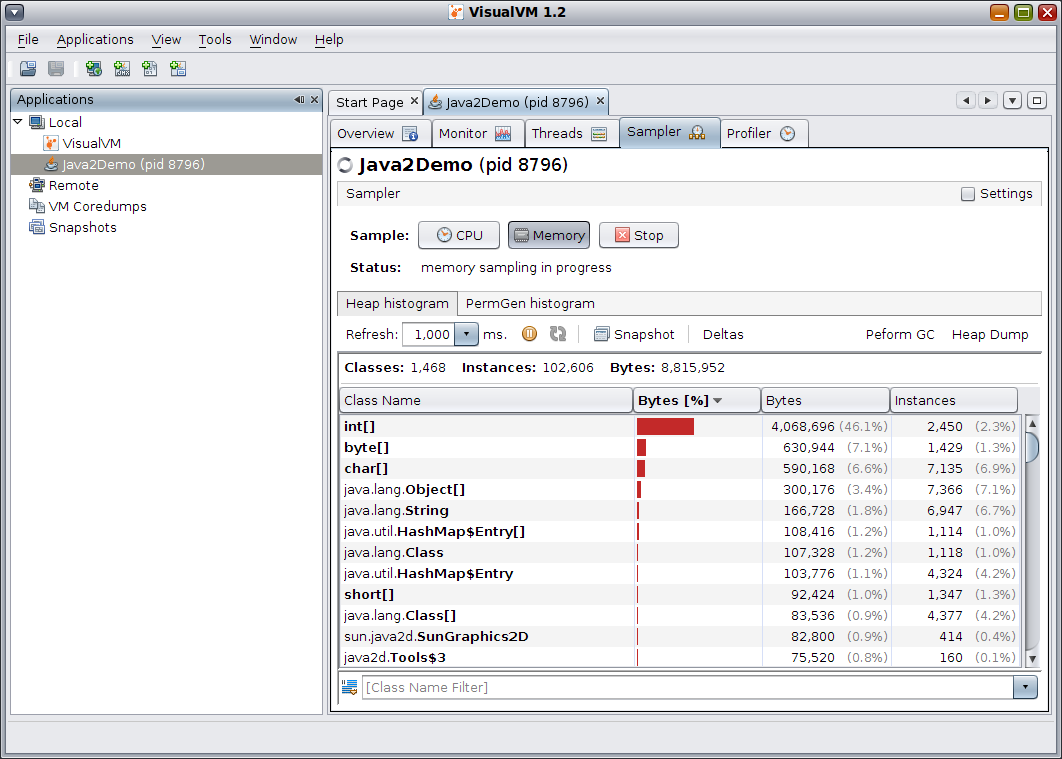 VisualVM 1.2
File Applications View Tools Window Help
Applications
Local
VisualVM
Java2Demo (pid 8796)
Remote
VM Coredumps
Snapshots
Start Page Java2Demo (pid 8796)
Overview Monitor Threads Sampler Profiler
Java2Demo (pid 8796)
Sampler Settings
Sample: CPU Memory Stop
Status: memory sampling in progress
Heap histogram PermGen histogram
Refresh: 1,000 ms. Snapshot Deltas Peform GC Heap Dump
Classes: 1,468 Instances: 102,606 Bytes: 8,815,952
Class Name Bytes [%] Bytes Instances
int[] 4,068,696 (46.1%) 2,450 (2.3%)
byte[] 630,944 (7.1%) 1,429 (1.3%)
char[] 590,168 (6.6%) 7,135 (6.9%)
java.lang.Object[] 300,176 (3.4%) 7,366 (7.1%)
java.lang.String 166,728 (1.8%) 6,947 (6.7%)
java.util.HashMap$Entry[] 108,416 (1.2%) 1,114 (1.0%)
java.lang.Class 107,328 (1.2%) 1,118 (1.0%)
java.util.HashMap$Entry 103,776 (1.1%) 4,324 (4.2%)
short[] 92,424 (1.0%) 1,347 (1.3%)
java.lang.Class[] 83,536 (0.9%) 4,377 (4.2%)
sun.java2d.SunGraphics2D 82,800 (0.9%) 414 (0.4%)
java2d.Tools$3 75,520 (0.8%) 160 (0.1%)
[Class Name Filter]